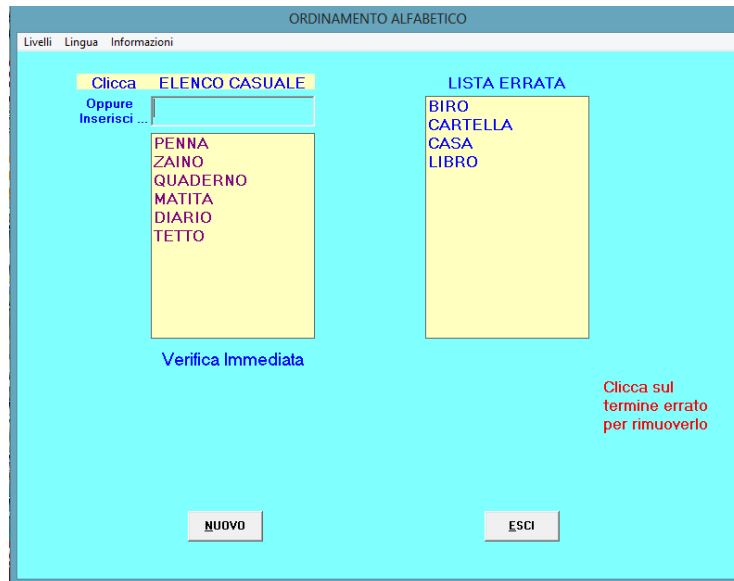 ORDINAMENTO ALFABETICO
Livelli Lingua Informazioni
Clicca ELENCO CASUALE
Oppure
Inserisci ...
PENNA
ZAINO
QUADERNO
MATITA
DIARIO
TETTO
Verifica Immediata
LISTA ERRATA
BIRO
CARTELLA
CASA
LIBRO
Clicca sul
termine errato
per rimuoverlo
NUOVO
ESCI